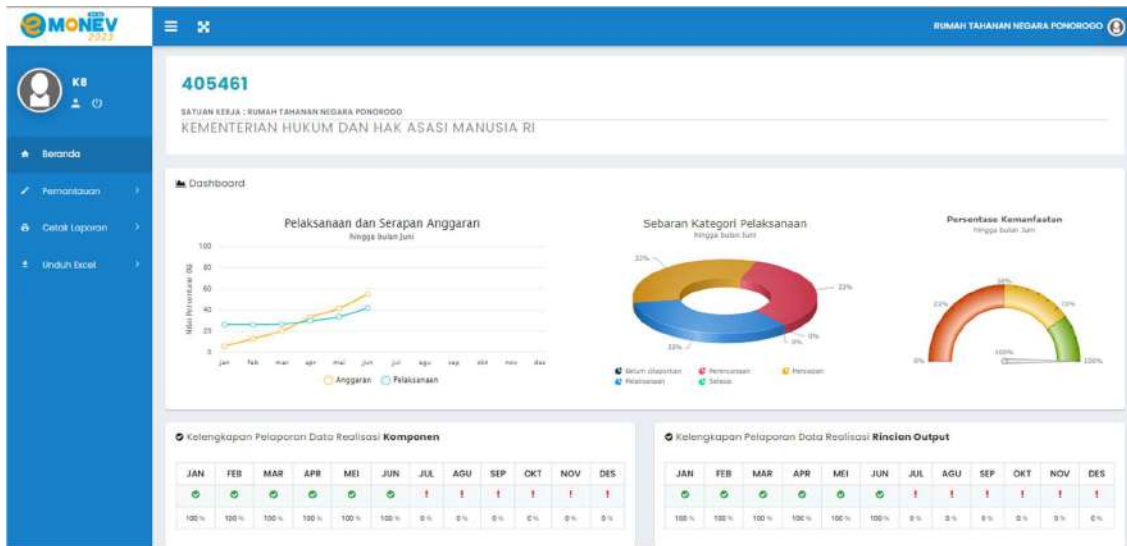 eMONEV
2023
RUMAH TAHANAN NEGARA PONOROGO
KB
Beranda
Pemantauan
Cetak Laporan
Unduh Excel
405461
SATUAN KERJA : RUMAH TAHANAN NEGARA PONOROGO
KEMENTERIAN HUKUM DAN HAK ASASI MANUSIA RI
Dashboard
Pelaksanaan dan Serapan Anggaran
hingga bulan Juni
Nilai Persentase (%)
100
80
60
40
20
0
jan feb mar apr mei jun jul agu sep okt nov des
Anggaran Pelaksanaan
Sebaran Kategori Pelaksanaan
hingga bulan Juni
33%
33%
33%
0%
0%
Belum dilaporkan Perencanaan Persiapan
Pelaksanaan Selesai
Persentase Kemanfaatan
hingga bulan Juni
0%
100%
100%
Kelengkapan Pelaporan Data Realisasi Komponen
JAN FEB MAR APR MEI JUN JUL AGU SEP OKT NOV DES
! ! ! ! ! !
100 % 100 % 100 % 100 % 100 % 100 % 0 % 0 % 0 % 0 % 0 % 0 %
Kelengkapan Pelaporan Data Realisasi Rincian Output
JAN FEB MAR APR MEI JUN JUL AGU SEP OKT NOV DES
! ! ! ! ! !
100 % 100 % 100 % 100 % 100 % 100 % 0 % 0 % 0 % 0 % 0 % 0 %